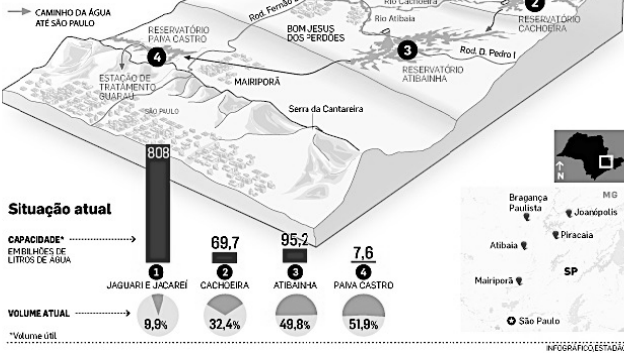 CAMINHO DA ÁGUA
ATÉ SÃO PAULO
Rod. Fernão D
Rio Cachoeira
Rio Atibaia
2
RESERVATÓRIO
CACHOEIRA
RESERVATÓRIO
PAIVA CASTRO
4
BOM JESUS
DOS PERDÕES
3
Rod. D. Pedro I
RESERVATÓRIO
ATIBAINHA
ESTAÇÃO DE
TRATAMENTO
GUARAÚ
MAIRIPORÃ
SÃO PAULO
Serra da Cantareira
N
Situação atual
CAPACIDADE*
EM BILHÕES DE
LITROS DE ÁGUA
808
69,7
95,2
7,6
1
2
3
4
JAGUARI E JACAREÍ
CACHOEIRA
ATIBAINHA
PAIVA CASTRO
VOLUME ATUAL
9,9%
32,4%
49,8%
51,9%
*Volume útil
MG
Bragança
Paulista
Joanópolis
Piracaia
Atibaia
SP
Mairiporã
São Paulo
INFOGRÁFICO/ESTADÃO